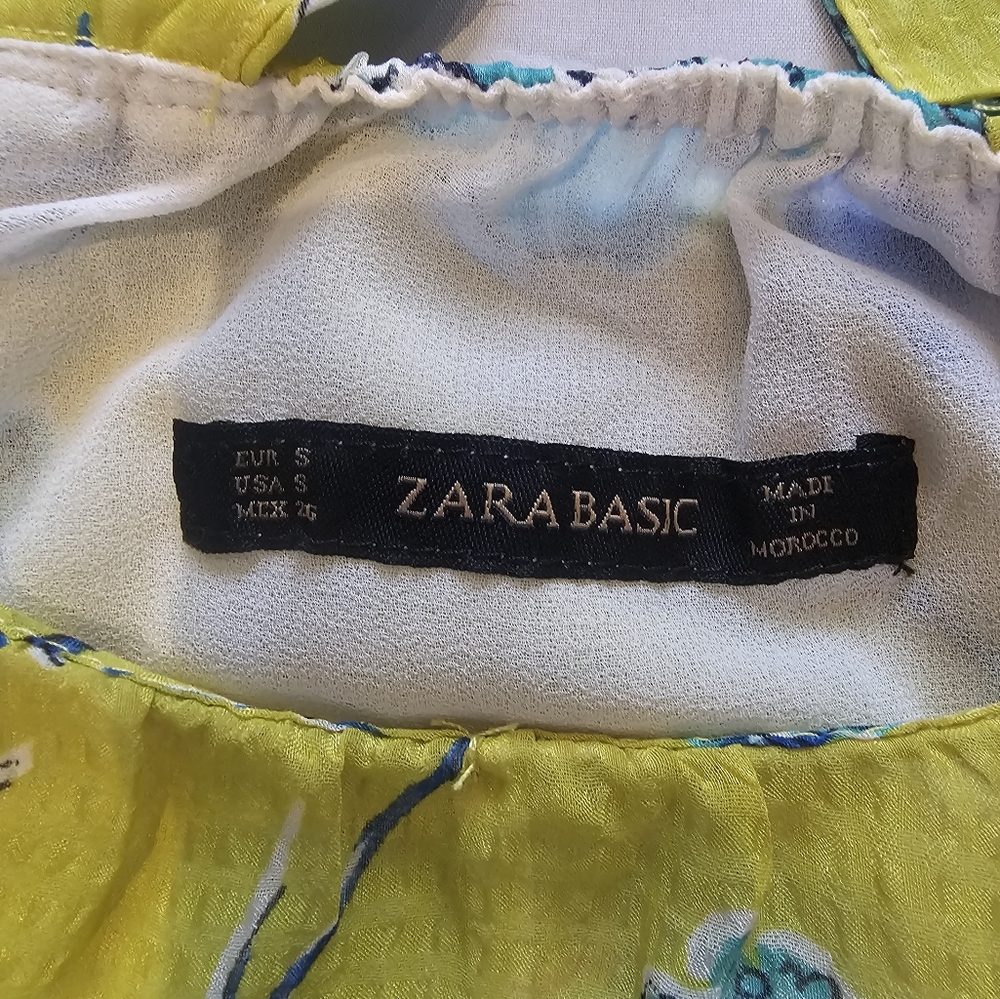 EUR S
USA S
MEX 26
ZARA BASIC
MADE
IN
MOROCCO